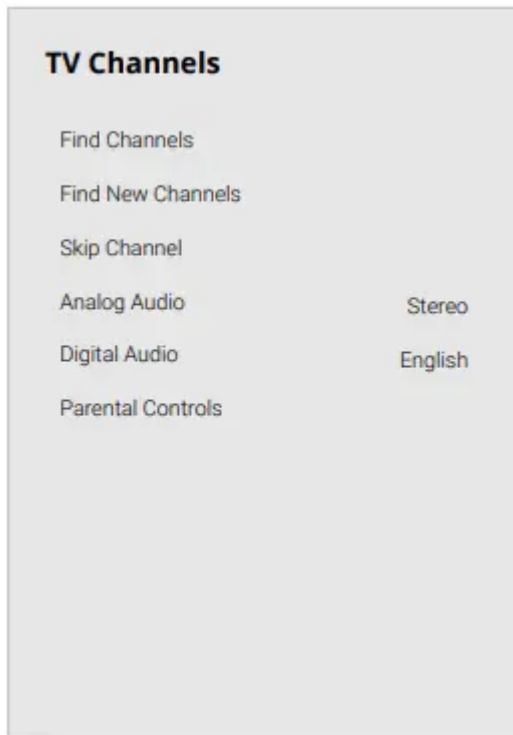 TV Channels
Find Channels
Find New Channels
Skip Channel
Analog Audio Stereo
Digital Audio English
Parental Controls